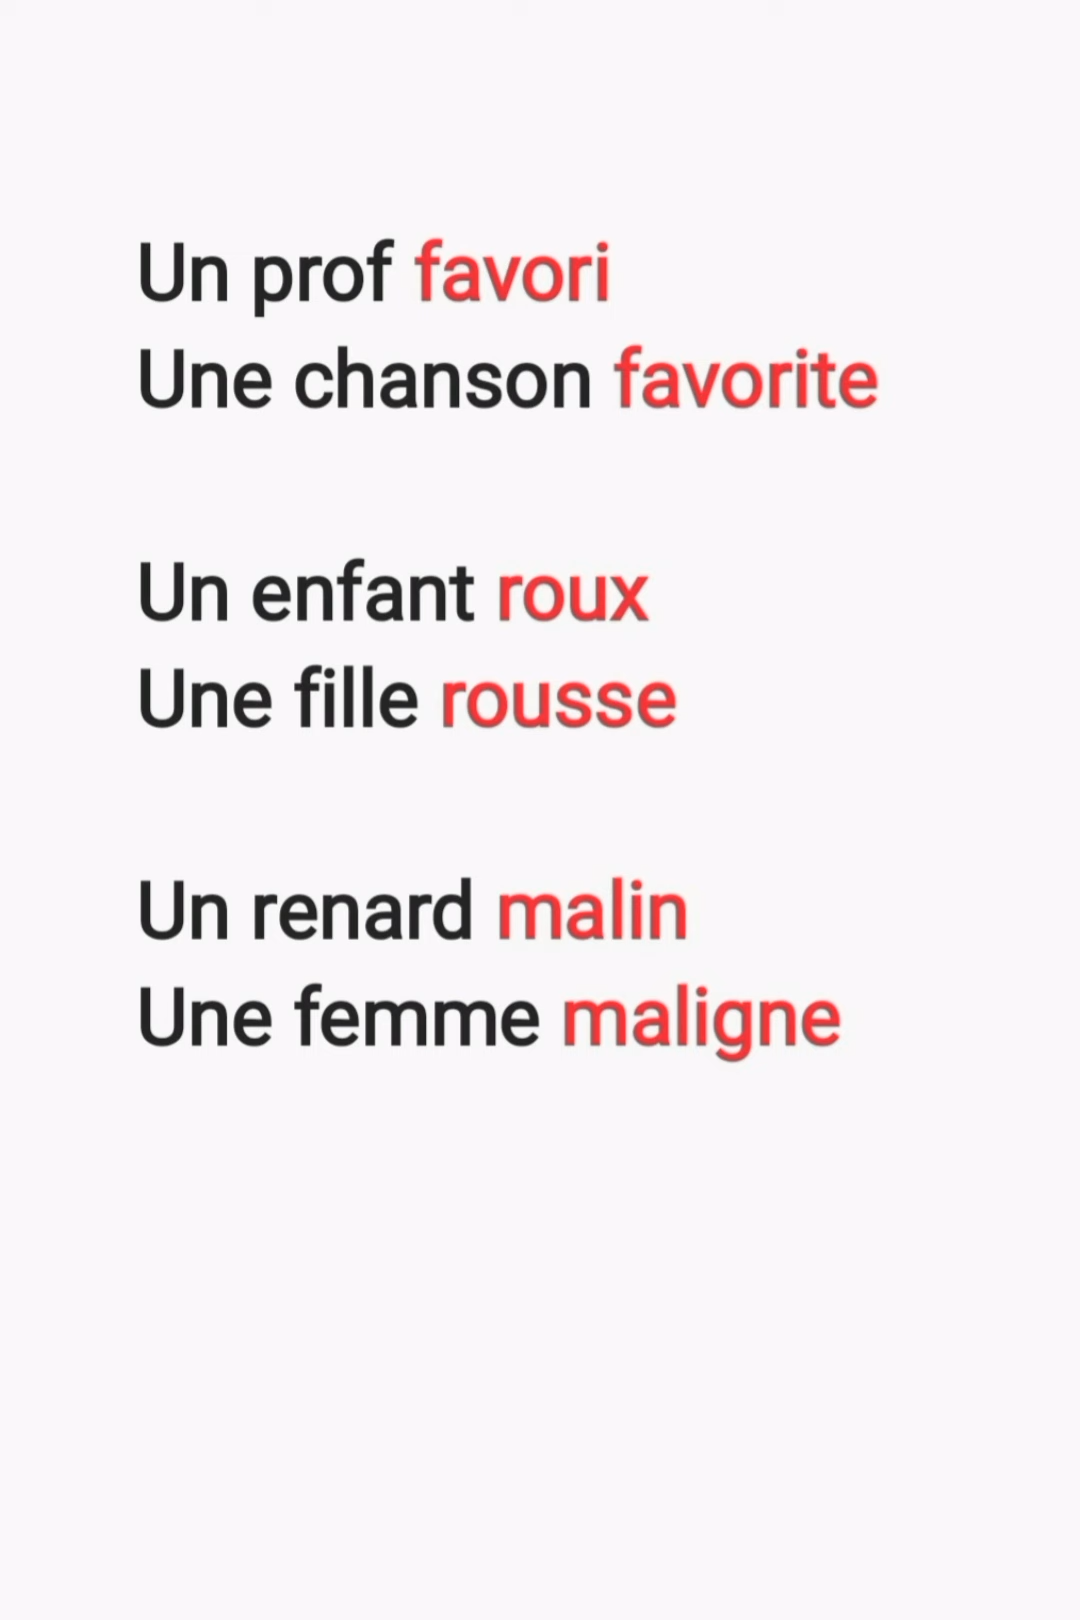 Un prof favori
Une chanson favorite
Un enfant roux
Une fille rousse
Un renard malin
Une femme maligne